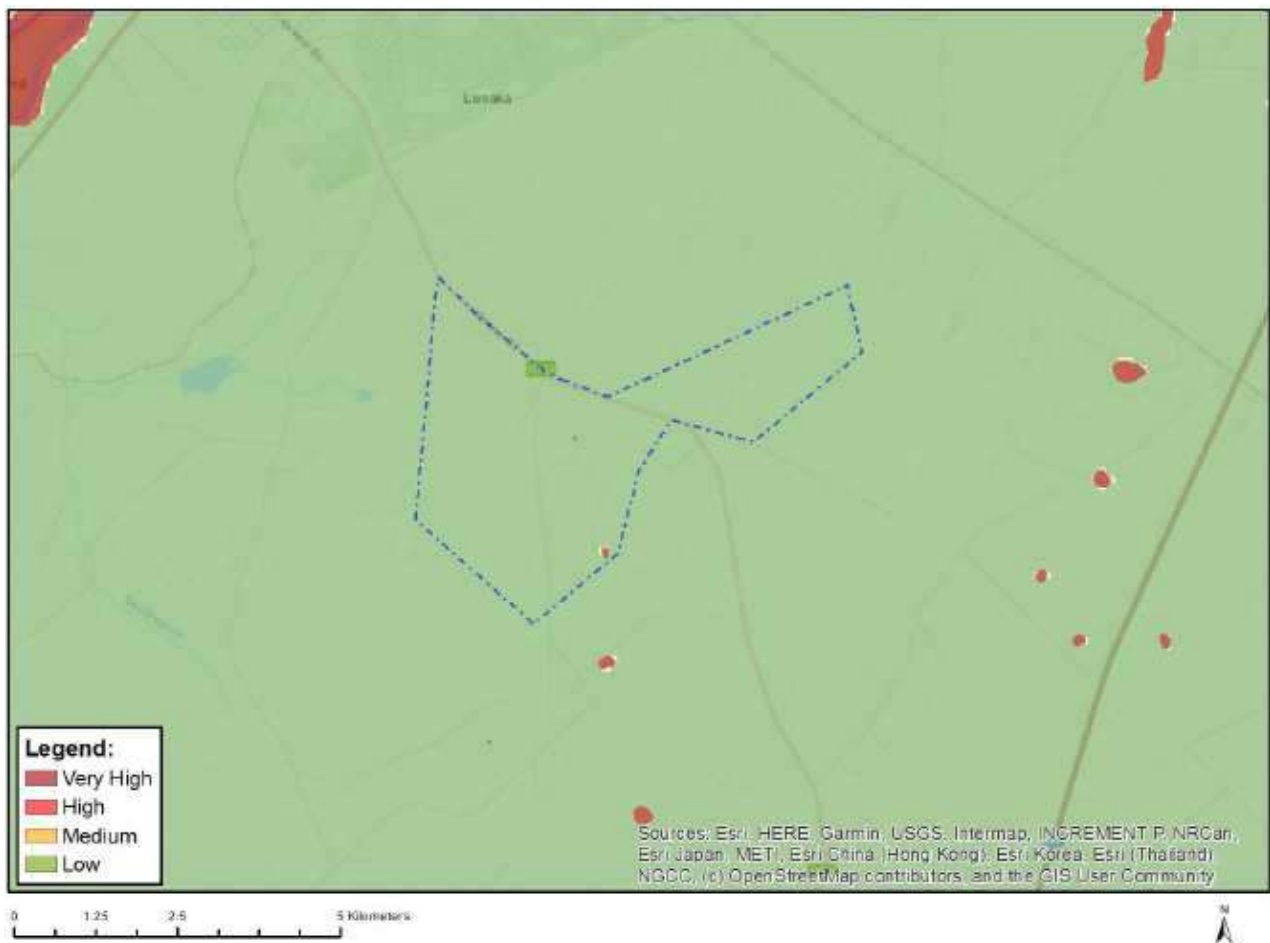 Legend:
Very High
High
Medium
Low
Sources: Esri, HERE, Garmin, USGS, Intermap, INCREMENT P, NRCan,
Esri Japan, METI, Esri China (Hong Kong), Esri Korea, Esri (Thailand),
NGCC, (c) OpenStreetMap contributors, and the GIS User Community
0 1.25 2.5 5 Kilometers
N